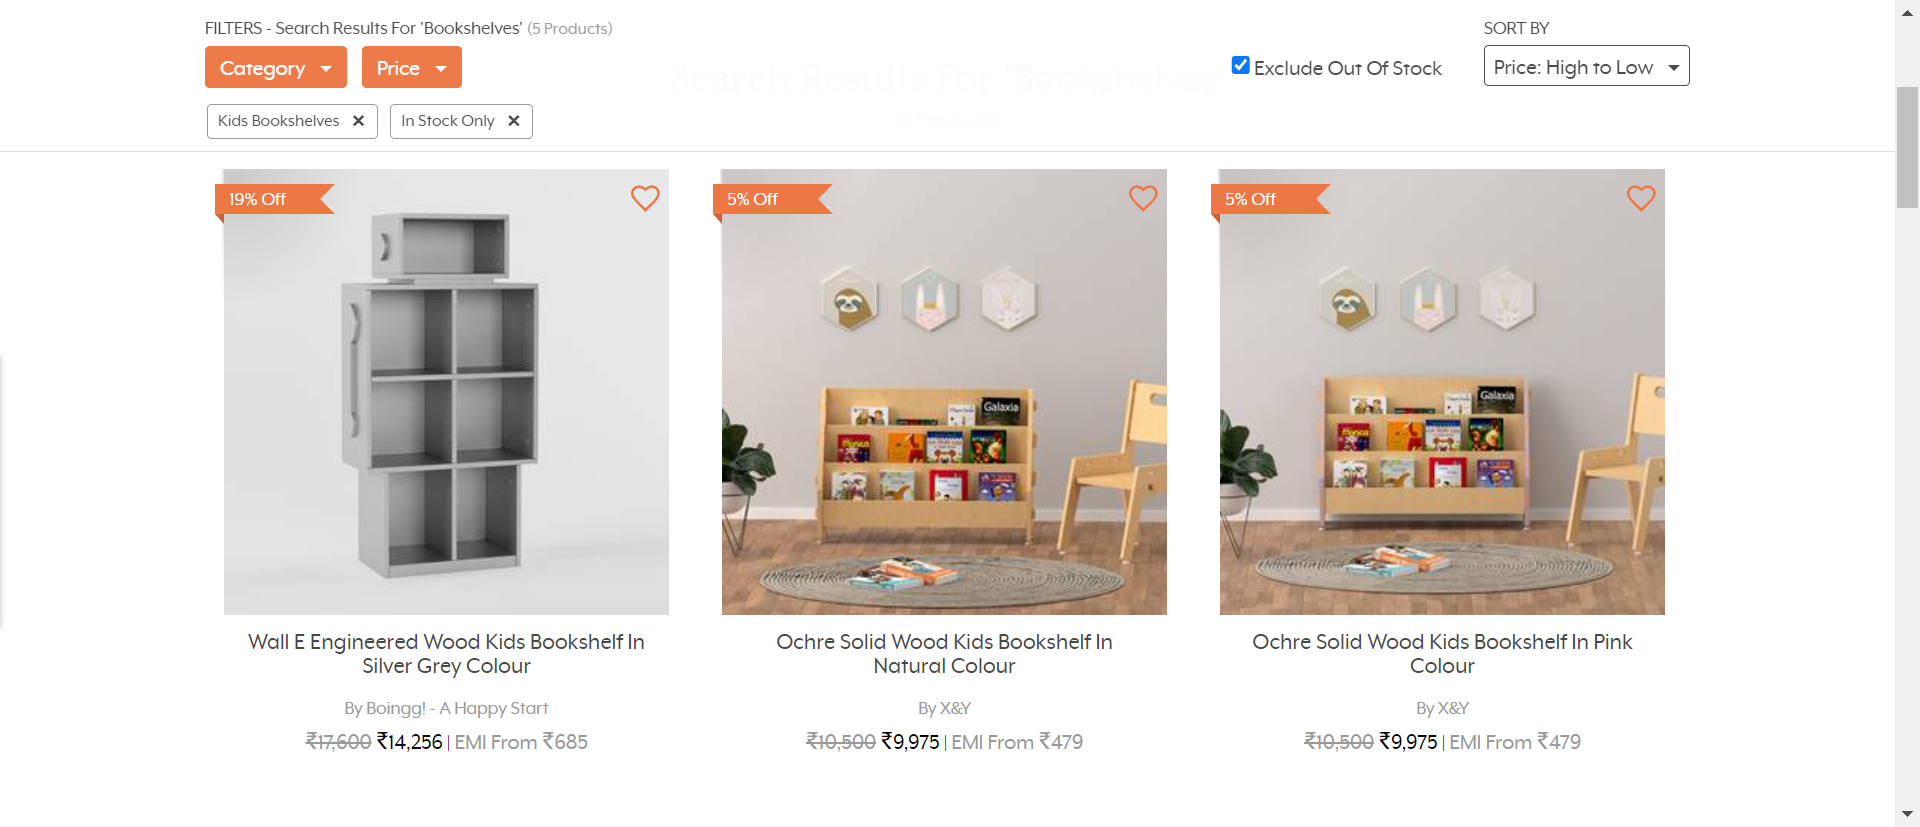 FILTERS - Search Results For 'Bookshelves' (5 Products)
SORT BY
Category
Price
Search Results For 'Bookshelves'
Exclude Out Of Stock
Price: High to Low
Kids Bookshelves ✕
In Stock Only ✕
19% Off
5% Off
5% Off
Galaxia
Galaxia
Wall E Engineered Wood Kids Bookshelf In
Silver Grey Colour
By Boingg! - A Happy Start
₹17,600 ₹14,256 | EMI From ₹685
Ochre Solid Wood Kids Bookshelf In
Natural Colour
By X&Y
₹10,500 ₹9,975 | EMI From ₹479
Ochre Solid Wood Kids Bookshelf In Pink
Colour
By X&Y
₹10,500 ₹9,975 | EMI From ₹479